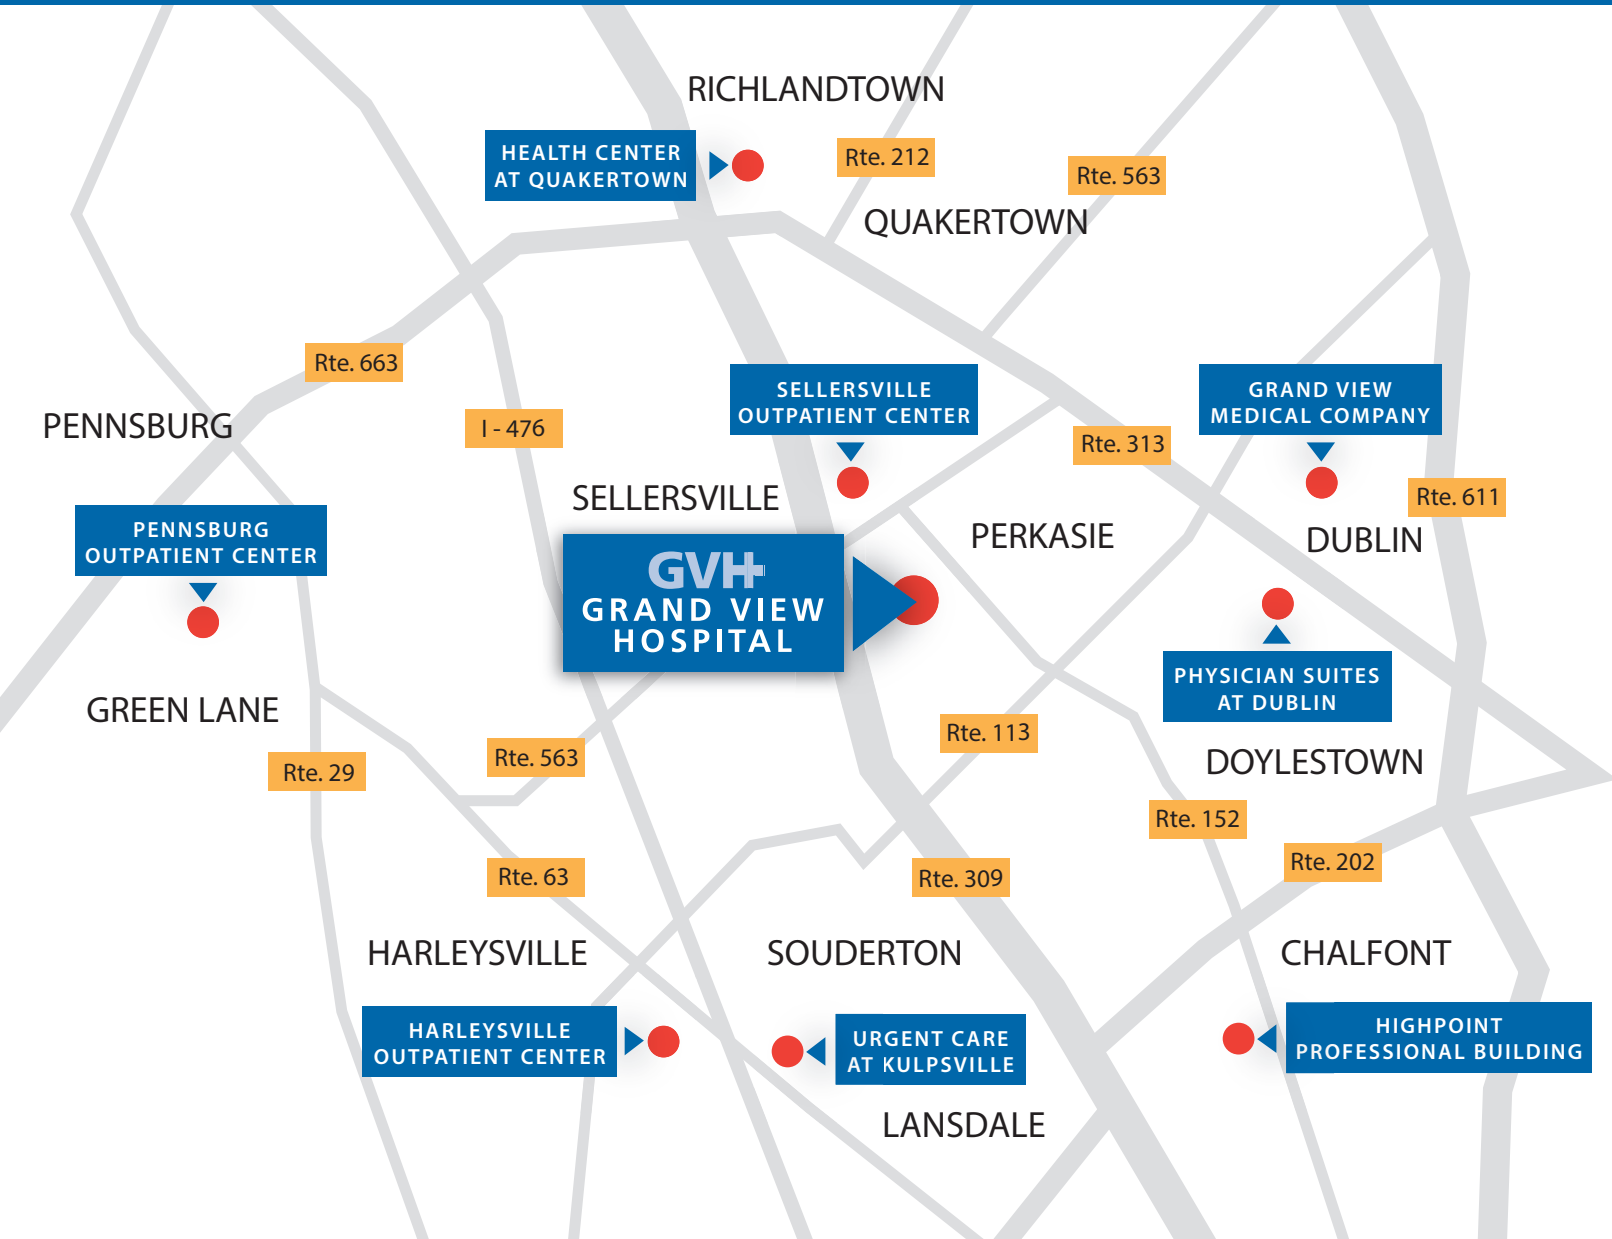 RICHLANDTOWN
HEALTH CENTER
AT QUAKERTOWN
Rte. 212
Rte. 563
QUAKERTOWN
Rte. 663
PENNSBURG
I - 476
SELLERSVILLE
OUTPATIENT CENTER
GRAND VIEW
MEDICAL COMPANY
Rte. 313
SELLERSVILLE
Rte. 611
PENNSBURG
OUTPATIENT CENTER
PERKASIE
DUBLIN
GVH
GRAND VIEW
HOSPITAL
PHYSICIAN SUITES
AT DUBLIN
GREEN LANE
Rte. 113
Rte. 563
Rte. 29
DOYLESTOWN
Rte. 152
Rte. 63
Rte. 309
Rte. 202
HARLEYSVILLE
SOUDERTON
CHALFONT
HARLEYSVILLE
OUTPATIENT CENTER
URGENT CARE
AT KULPSVILLE
HIGHPOINT
PROFESSIONAL BUILDING
LANSDALE